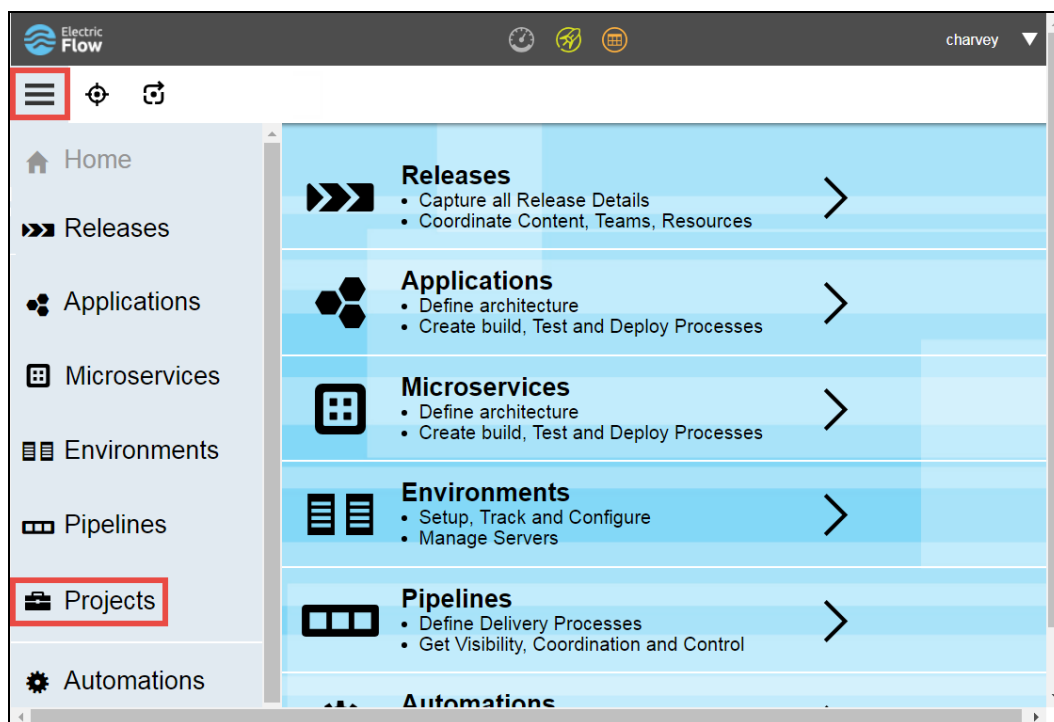 Electric
Flow
charvey
Home
Releases
Applications
Microservices
Environments
Pipelines
Projects
Automations
Releases
• Capture all Release Details
• Coordinate Content, Teams, Resources
Applications
• Define architecture
• Create build, Test and Deploy Processes
Microservices
• Define architecture
• Create build, Test and Deploy Processes
Environments
• Setup, Track and Configure
• Manage Servers
Pipelines
• Define Delivery Processes
• Get Visibility, Coordination and Control
Automations